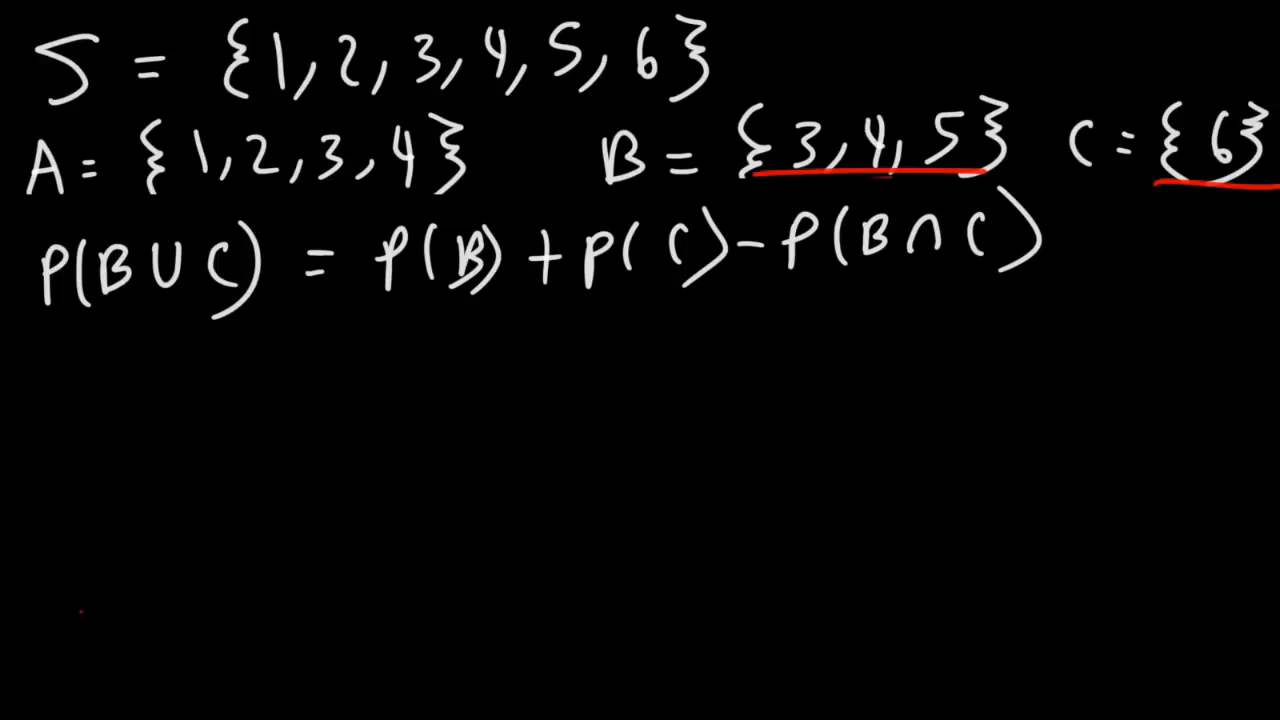 S = {1, 2, 3, 4, 5, 6}
A = {1, 2, 3, 4} B = {3, 4, 5} C = {6}
P(B ∪ C) = P(B) + P(C) - P(B ∩ C)